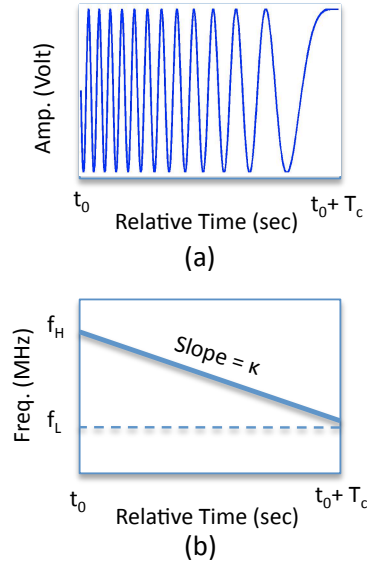 Amp. (Volt)
t0
t0+ Tc
Relative Time (sec)
(a)
Freq. (MHz)
fH
Slope = κ
fL
t0
t0+ Tc
Relative Time (sec)
(b)